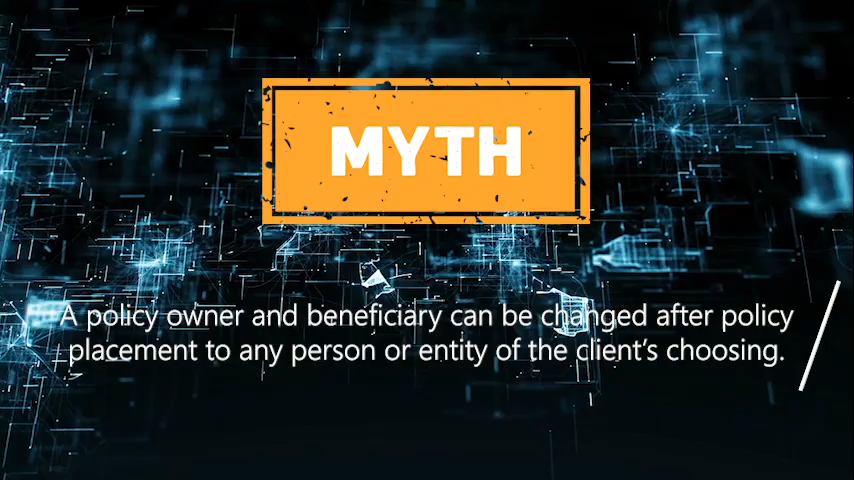 MYTH
A policy owner and beneficiary can be changed after policy
placement to any person or entity of the client’s choosing.